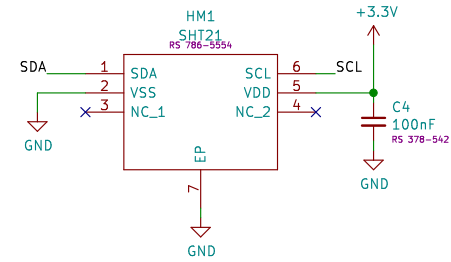 HM1
SHT21
RS 786-5554
+3.3V
SDA
1
SDA
SCL
6
SCL
2
VSS
VDD
5
3
NC_1
NC_2
4
C4
100nF
RS 378-542
GND
EP
7
GND
GND